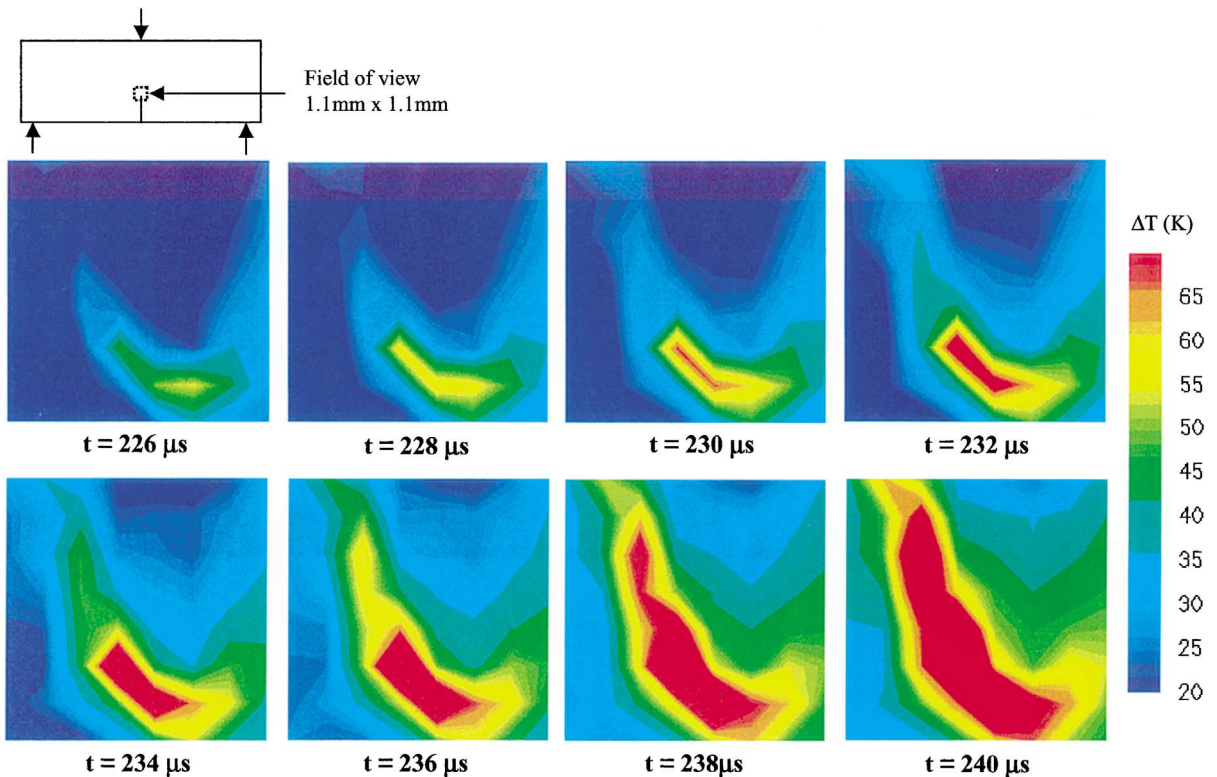 Field of view
1.1mm x 1.1mm
ΔT (K)
65
60
55
50
45
40
35
30
25
20
t = 226 μs
t = 228 μs
t = 230 μs
t = 232 μs
t = 234 μs
t = 236 μs
t = 238μs
t = 240 μs